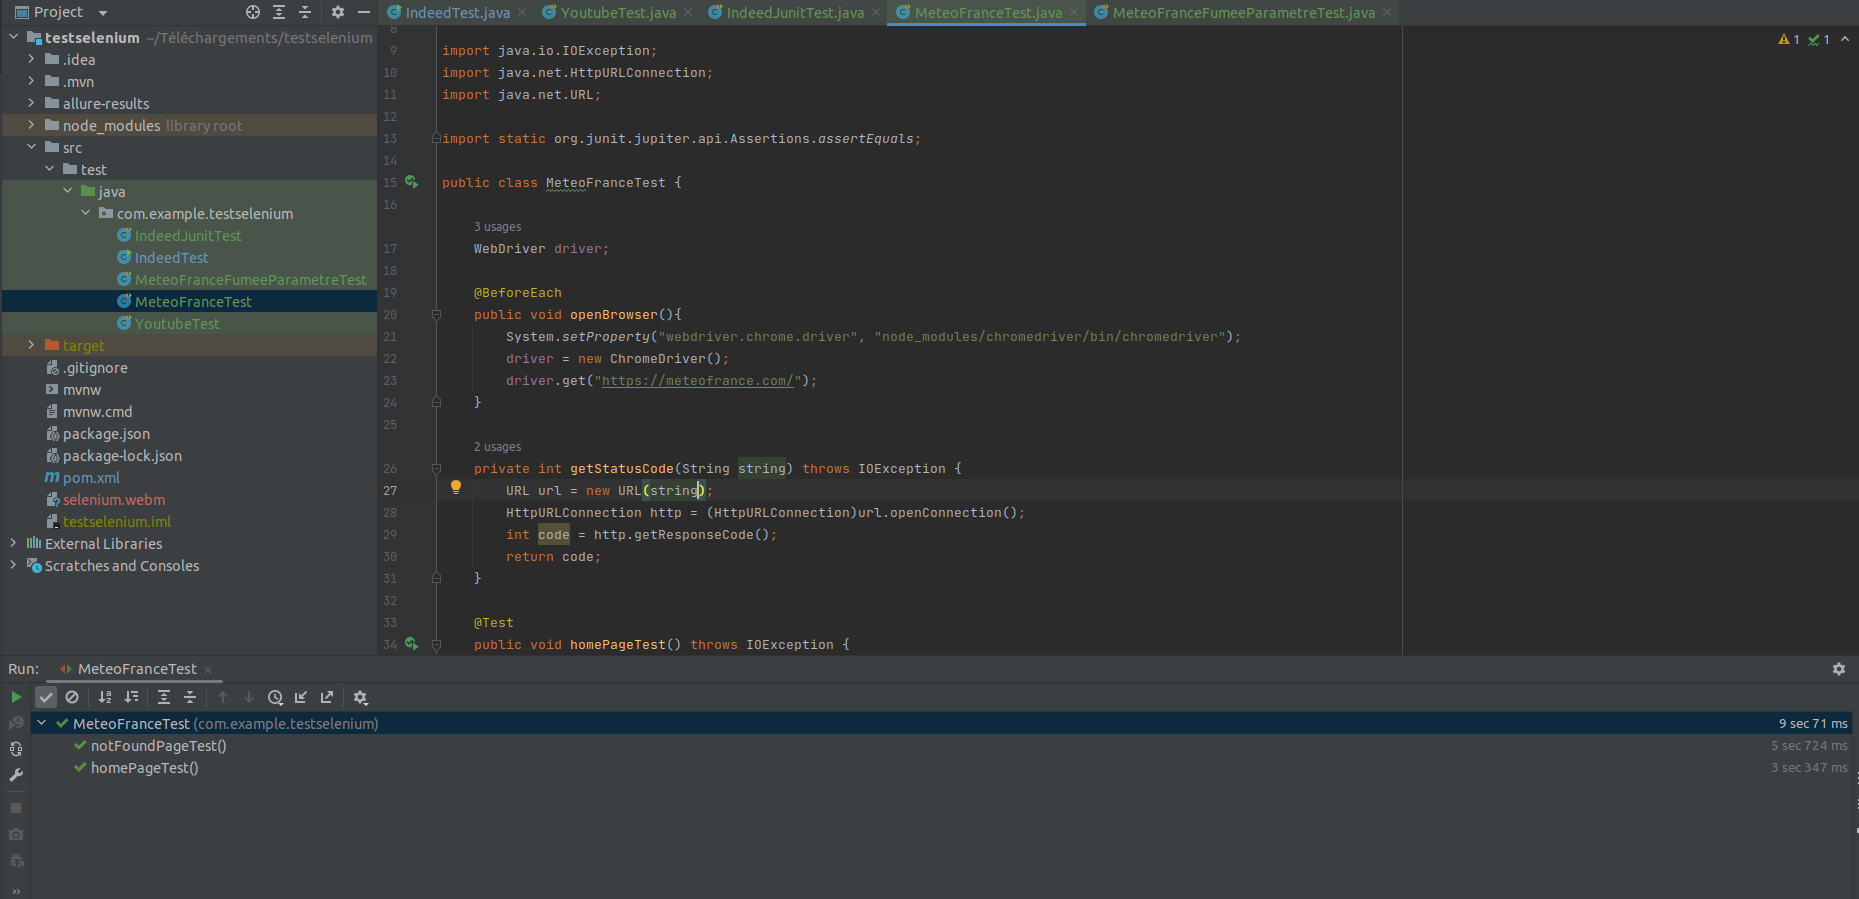 Project
testselenium ~/Téléchargements/testselenium
.idea
.mvn
allure-results
node_modules library root
src
test
java
com.example.testselenium
IndeedJunitTest
IndeedTest
MeteoFranceFumeeParametreTest
MeteoFranceTest
YoutubeTest
target
.gitignore
mvnw
mvnw.cmd
package.json
package-lock.json
pom.xml
selenium.webm
testselenium.iml
External Libraries
Scratches and Consoles
IndeedTest.java YoutubeTest.java IndeedJunitTest.java MeteoFranceTest.java MeteoFranceFumeeParametreTest.java
1 1
8
9 import java.io.IOException;
10 import java.net.HttpURLConnection;
11 import java.net.URL;
12
13 import static org.junit.jupiter.api.Assertions.assertEquals;
14
15 public class MeteoFranceTest {
16
3 usages
17 WebDriver driver;
18
19 @BeforeEach
20 public void openBrowser(){
21 System.setProperty("webdriver.chrome.driver", "node_modules/chromedriver/bin/chromedriver");
22 driver = new ChromeDriver();
23 driver.get("https://meteofrance.com/");
24 }
25
2 usages
26 private int getStatusCode(String string) throws IOException {
27 URL url = new URL(string);
28 HttpURLConnection http = (HttpURLConnection)url.openConnection();
29 int code = http.getResponseCode();
30 return code;
31 }
32
33 @Test
34 public void homePageTest() throws IOException {
Run: MeteoFranceTest
MeteoFranceTest (com.example.testselenium) 9 sec 71 ms
notFoundPageTest() 5 sec 724 ms
homePageTest() 3 sec 347 ms